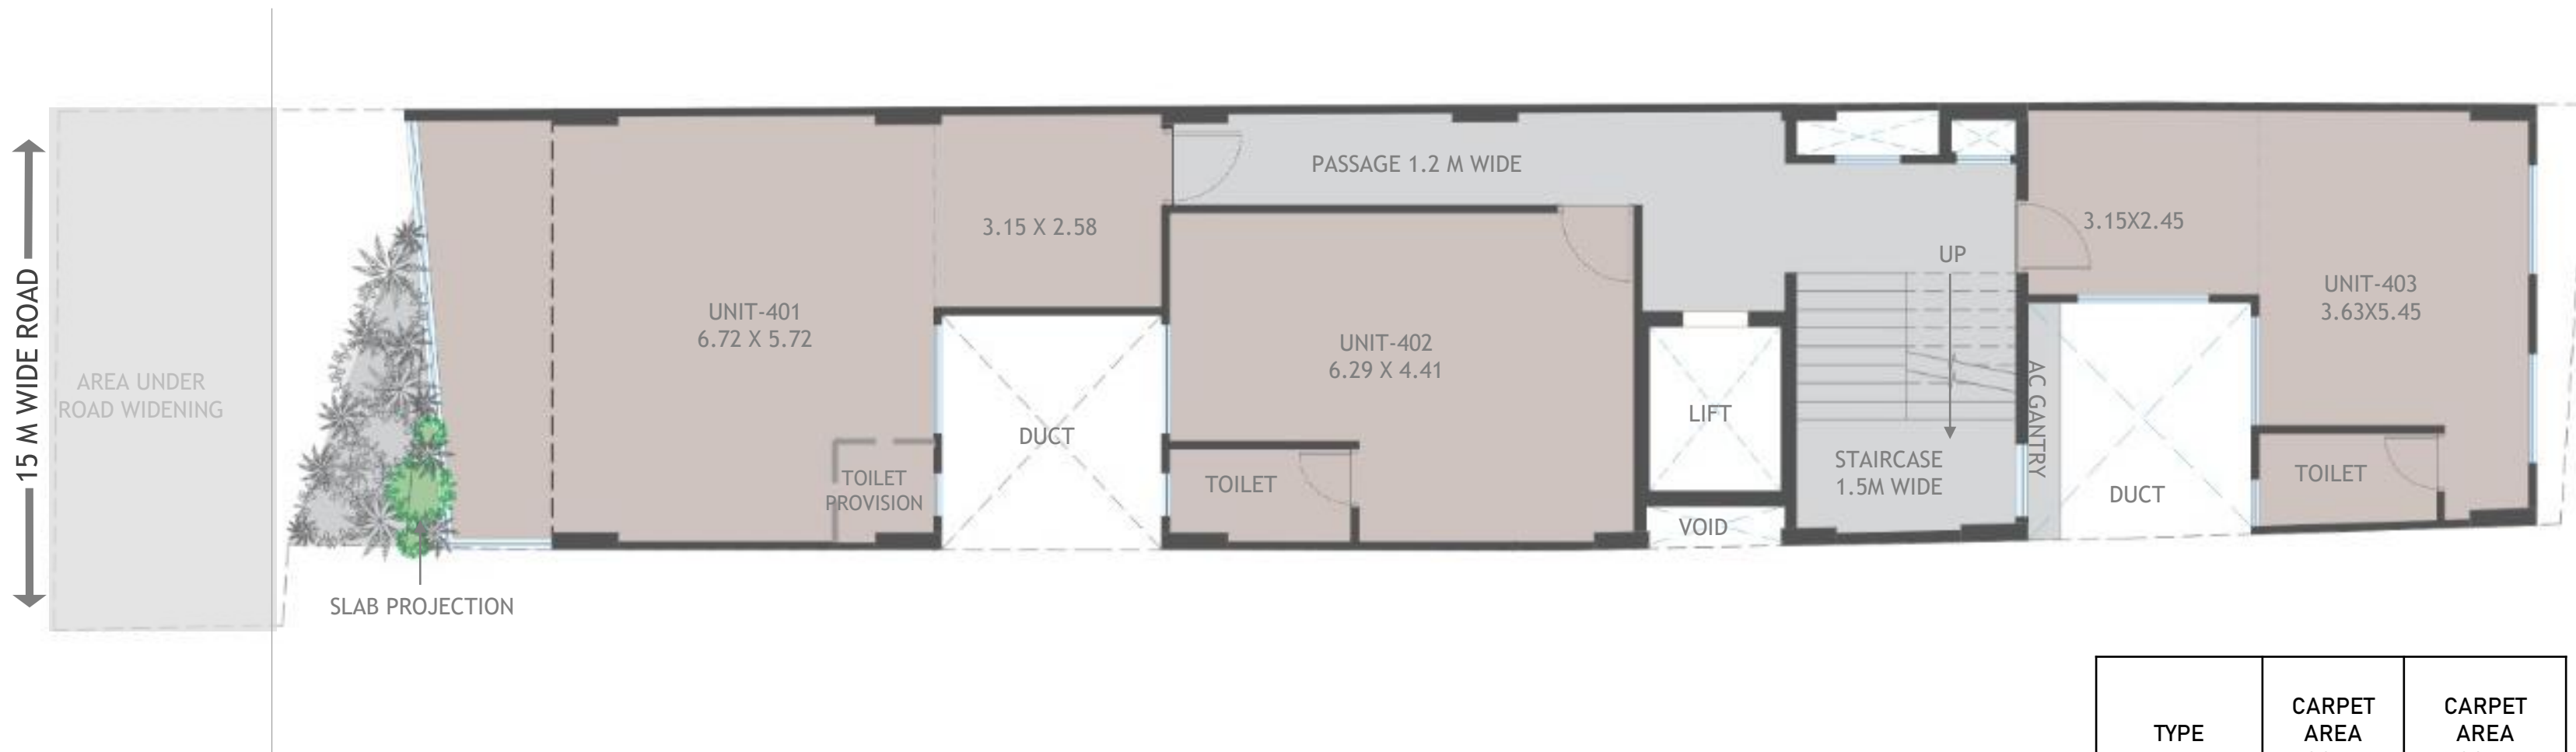 15 M WIDE ROAD
AREA UNDER
ROAD WIDENING
SLAB PROJECTION
UNIT-401
6.72 X 5.72
TOILET
PROVISION
3.15 X 2.58
DUCT
PASSAGE 1.2 M WIDE
UNIT-402
6.29 X 4.41
TOILET
LIFT
VOID
UP
STAIRCASE
1.5M WIDE
AC GANTRY
3.15X2.45
DUCT
UNIT-403
3.63X5.45
TOILET
TYPE
CARPET
AREA
CARPET
AREA